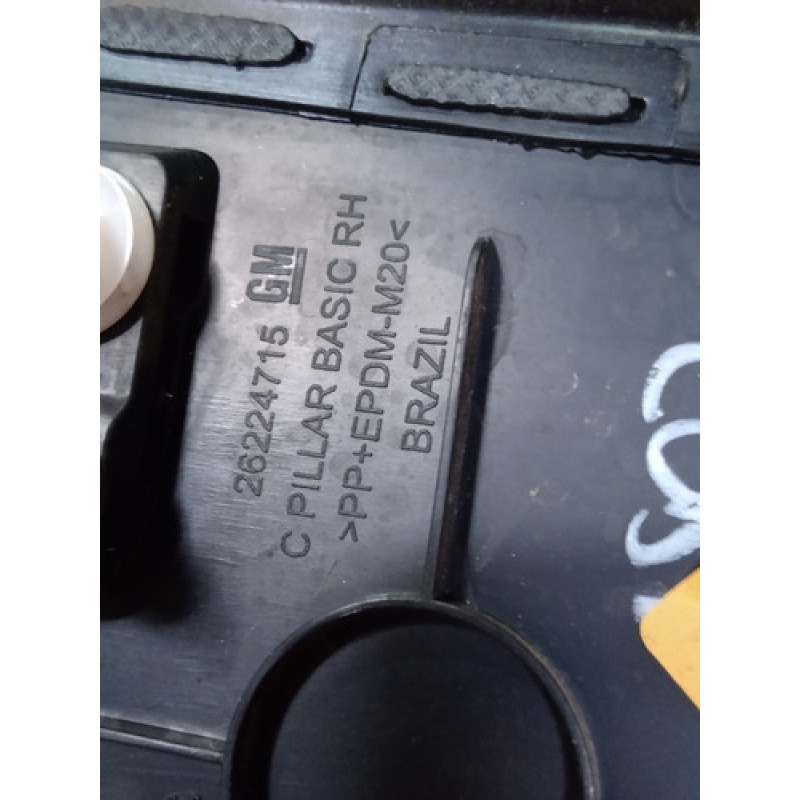 26224715 GM
C PILLAR BASIC RH
>PP+EPDM-M20<
BRAZIL